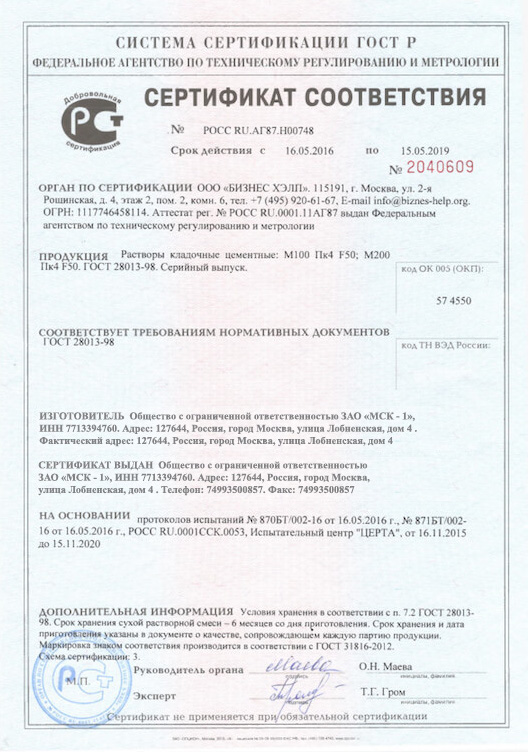 СИСТЕМА СЕРТИФИКАЦИИ ГОСТ Р
ФЕДЕРАЛЬНОЕ АГЕНТСТВО ПО ТЕХНИЧЕСКОМУ РЕГУЛИРОВАНИЮ И МЕТРОЛОГИИ
Добровольная
сертификация
СЕРТИФИКАТ СООТВЕТСТВИЯ
№ РОСС RU.АГ87.Н00748
Срок действия с 16.05.2016 по 15.05.2019
№ 2040609
ОРГАН ПО СЕРТИФИКАЦИИ ООО «БИЗНЕС ХЭЛП». 115191, г. Москва, ул. 2-я
Рощинская, д. 4, этаж 2, пом. 2, комн. 6, тел. +7 (495) 920-61-67, E-mail info@biznes-help.org.
ОГРН: 1117746458114. Аттестат рег. № РОСС RU.0001.11АГ87 выдан Федеральным
агентством по техническому регулированию и метрологии
ПРОДУКЦИЯ Растворы кладочные цементные: М100 Пк4 F50; М200
Пк4 F50. ГОСТ 28013-98. Серийный выпуск.
код ОК 005 (ОКП):
57 4550
СООТВЕТСТВУЕТ ТРЕБОВАНИЯМ НОРМАТИВНЫХ ДОКУМЕНТОВ
ГОСТ 28013-98
код ТН ВЭД России:
ИЗГОТОВИТЕЛЬ Общество с ограниченной ответственностью ЗАО «МСК - 1»,
ИНН 7713394760. Адрес: 127644, Россия, город Москва, улица Лобненская, дом 4 .
Фактический адрес: 127644, Россия, город Москва, улица Лобненская, дом 4
СЕРТИФИКАТ ВЫДАН Общество с ограниченной ответственностью
ЗАО «МСК - 1», ИНН 7713394760. Адрес: 127644, Россия, город Москва,
улица Лобненская, дом 4 . Телефон: 74993500857. Факс: 74993500857
НА ОСНОВАНИИ протоколов испытаний № 870БТ/002-16 от 16.05.2016 г., № 871БТ/002-
16 от 16.05.2016 г., РОСС RU.0001ССК.0053, Испытательный центр "ЦЕРТА", от 16.11.2015
до 15.11.2020
ДОПОЛНИТЕЛЬНАЯ ИНФОРМАЦИЯ Условия хранения в соответствии с п. 7.2 ГОСТ 28013-
98. Срок хранения сухой растворной смеси – 6 месяцев со дня приготовления. Срок хранения и дата
приготовления указаны в документе о качестве, сопровождающем каждую партию продукции.
Маркировка знаком соответствия производится в соответствии с ГОСТ 31816-2012.
Схема сертификации: 3.
М.П.
Руководитель органа О.Н. Маева
подпись инициалы, фамилия
Эксперт Т.Г. Гром
подпись инициалы, фамилия
Сертификат не применяется при обязательной сертификации